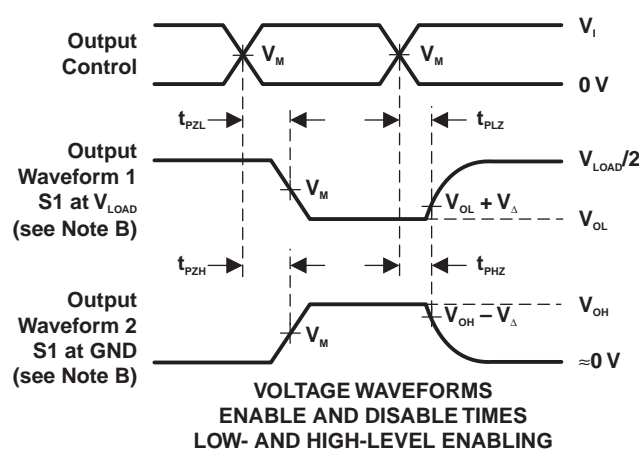 Output
Control
V_M
V_M
V_I
0 V
t_PZL
t_PLZ
Output
Waveform 1
S1 at V_LOAD
(see Note B)
V_M
V_OL + V_Δ
V_LOAD/2
V_OL
t_PZH
t_PHZ
Output
Waveform 2
S1 at GND
(see Note B)
V_M
V_OH – V_Δ
V_OH
≈0 V
VOLTAGE WAVEFORMS
ENABLE AND DISABLE TIMES
LOW- AND HIGH-LEVEL ENABLING